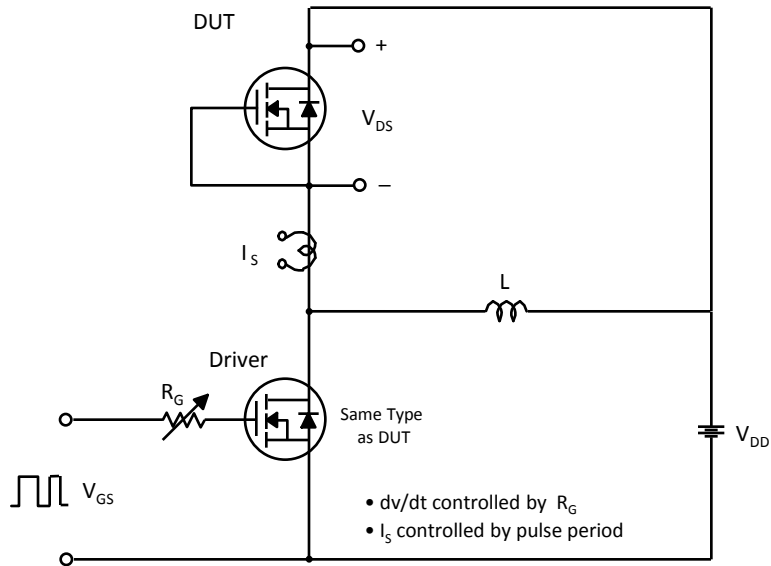 DUT
+
V_DS
–
I_S
L
Driver
R_G
Same Type
as DUT
V_DD
V_GS
• dv/dt controlled by R_G
• I_S controlled by pulse period